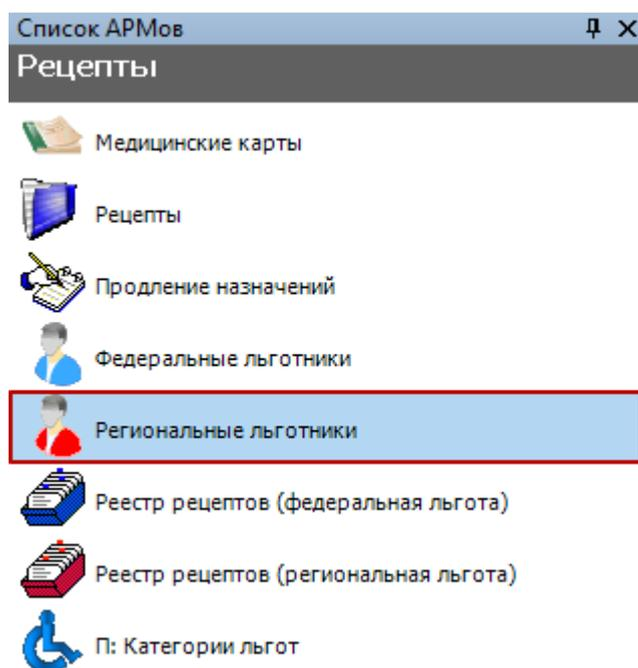 Список АРМов
Рецепты
Медицинские карты
Рецепты
Продление назначений
Федеральные льготники
Региональные льготники
Реестр рецептов (федеральная льгота)
Реестр рецептов (региональная льгота)
П: Категории льгот